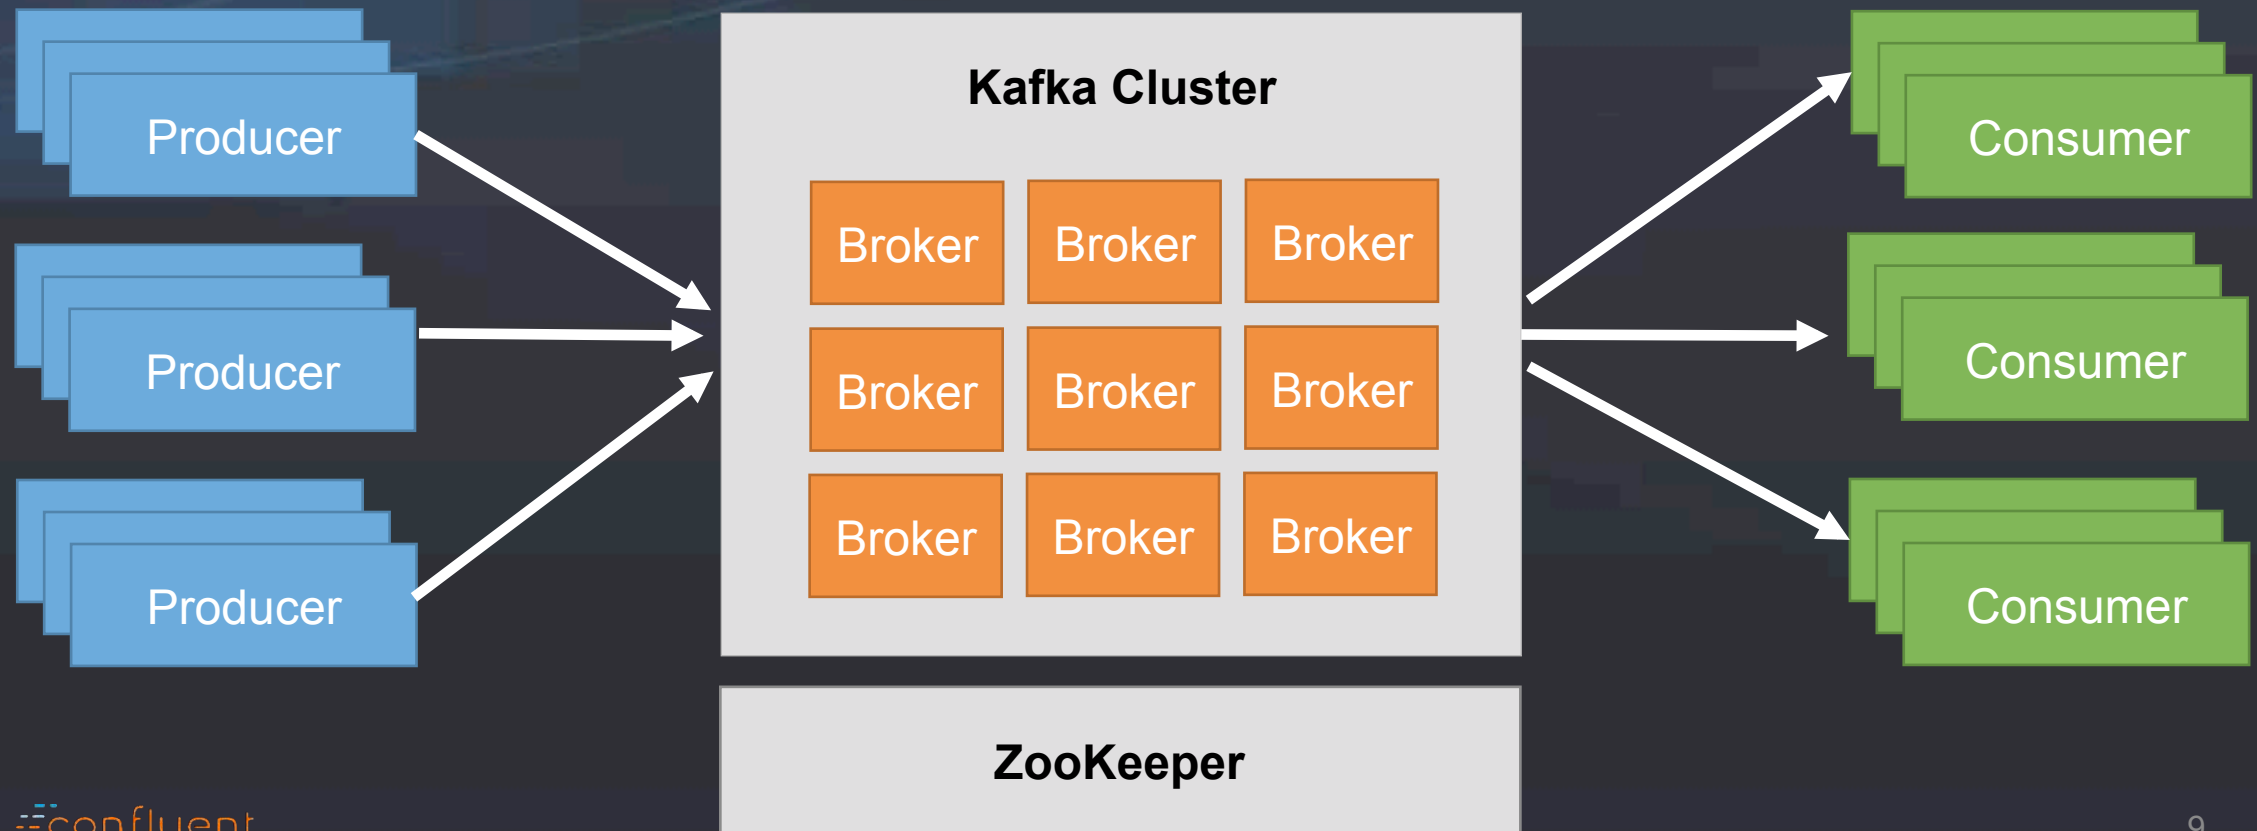 Kafka Cluster
Producer
Producer
Producer
Broker Broker Broker
Broker Broker Broker
Broker Broker Broker
Consumer
Consumer
Consumer
ZooKeeper
confluent
9